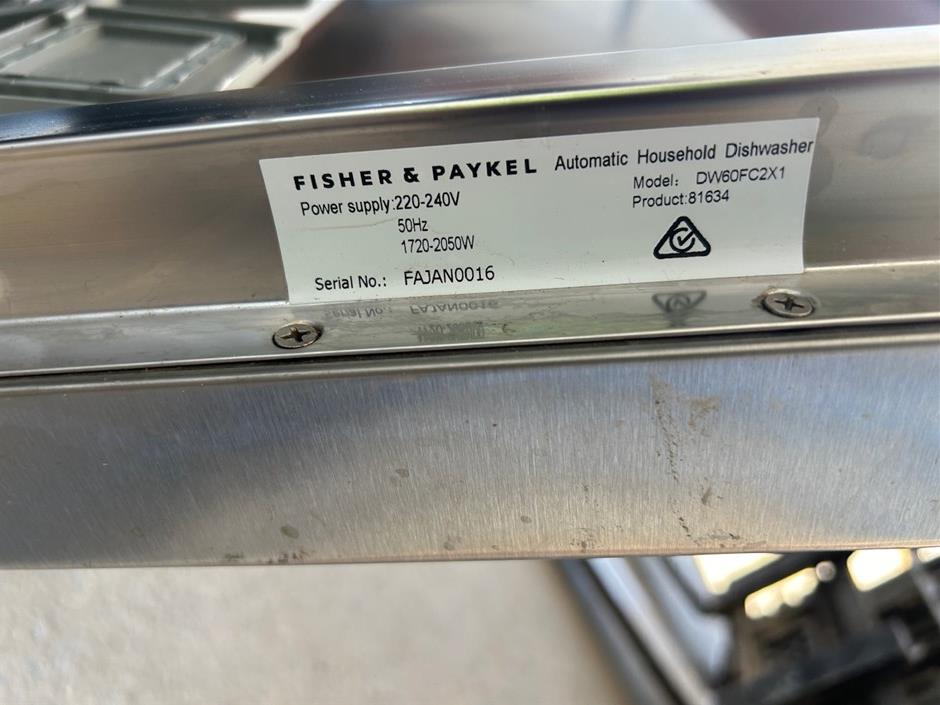 FISHER & PAYKEL Automatic Household Dishwasher
Power supply:220-240V
50Hz
1720-2050W
Model: DW60FC2X1
Product:81634
Serial No.: FAJAN0016